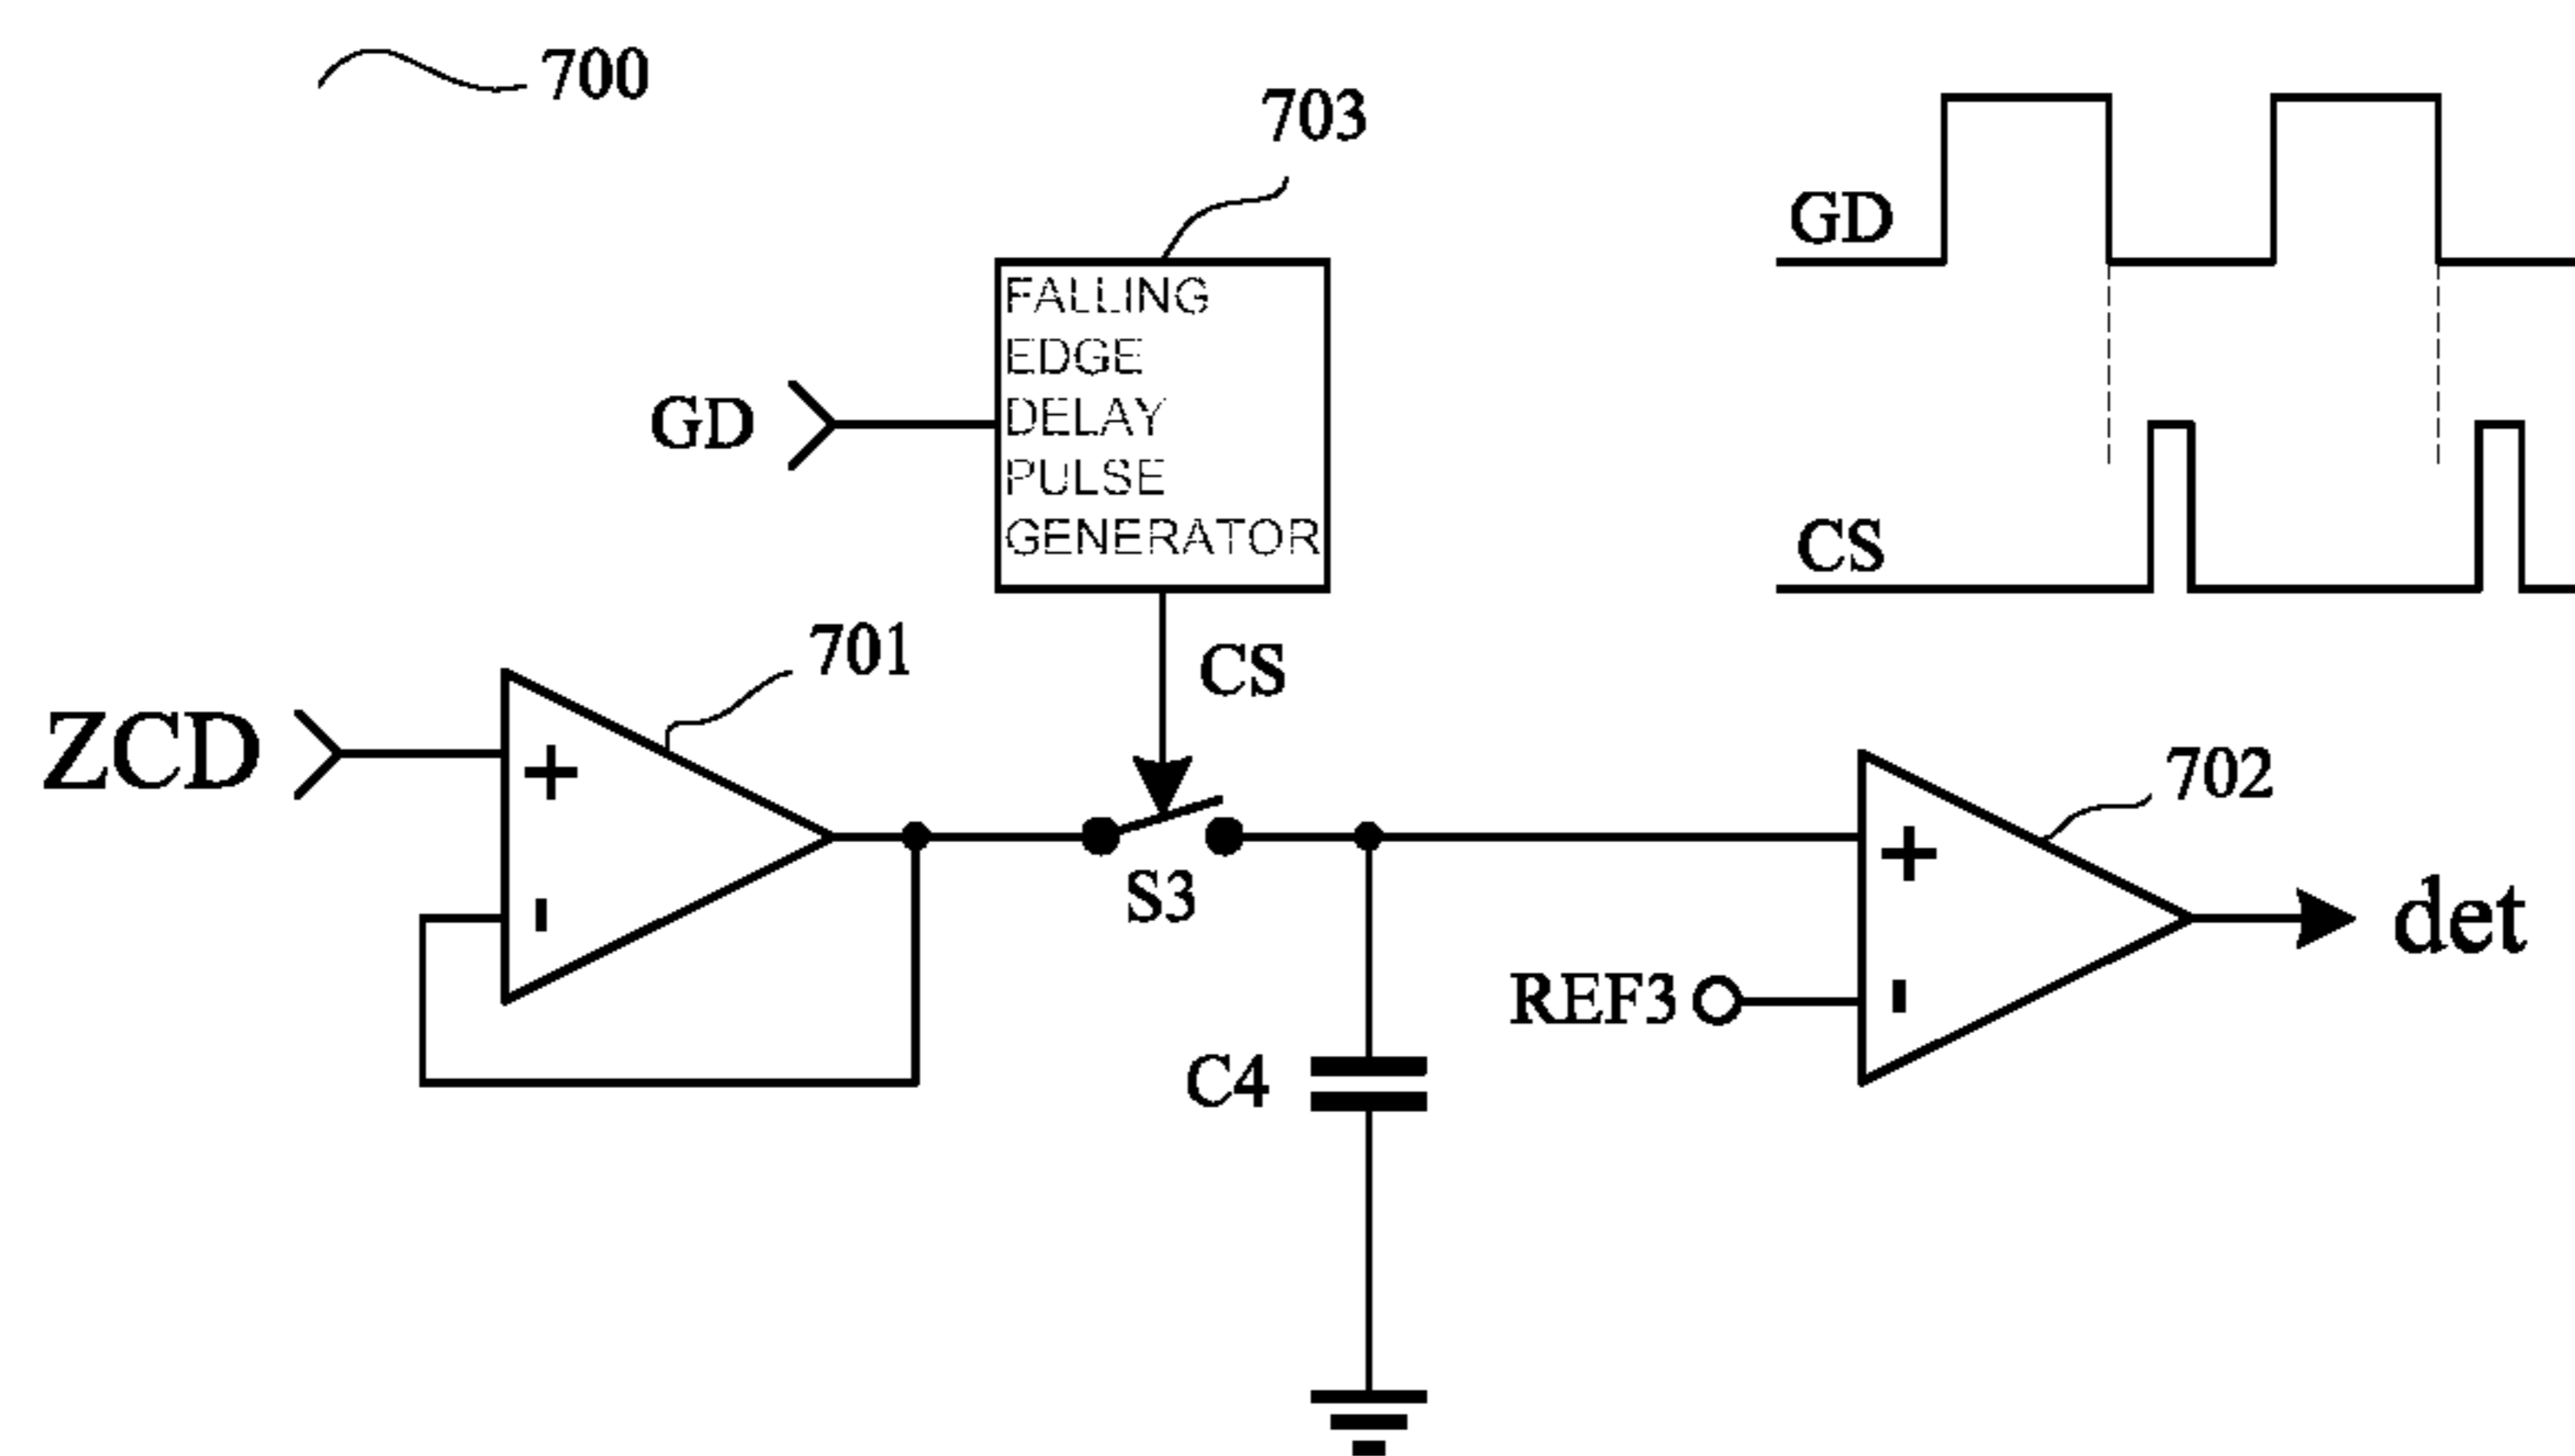 700
703
GD
FALLING
EDGE
DELAY
PULSE
GENERATOR
GD
CS
701
CS
ZCD
+
-
S3
702
+
-
det
REF3
C4